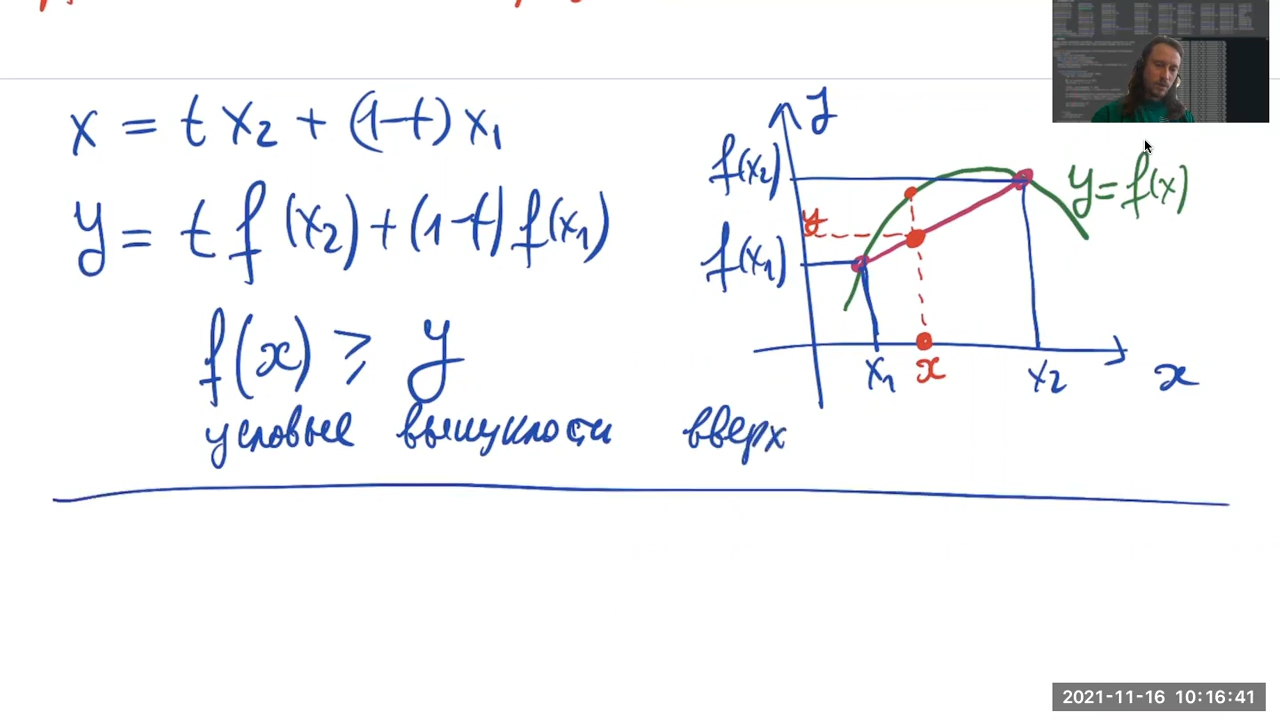 x = t x₂ + (1-t) x₁
y = t f(x₂) + (1-t) f(x₁)
f(x) ⩾ y
условие выпуклости вверх
y
f(x₂)
y = f(x)
y
f(x₁)
x₁ x x₂ x
2021-11-16 10:16:41